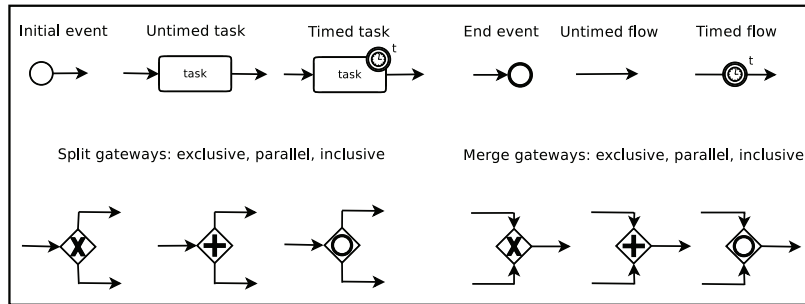 Initial event Untimed task Timed task End event Untimed flow Timed flow
t t
task task
Split gateways: exclusive, parallel, inclusive Merge gateways: exclusive, parallel, inclusive
X X